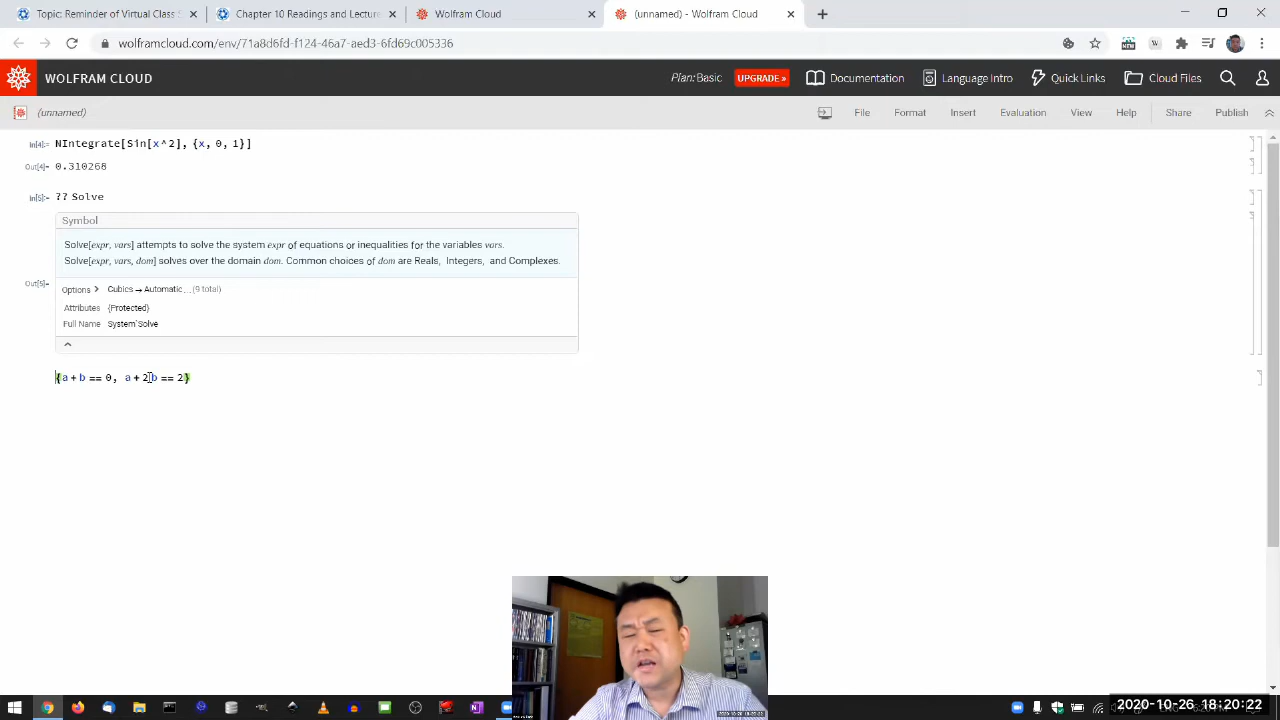 Topic: Removal of Virtual Class
Chapter 10 Readings and Lecture
Wolfram Cloud
(unnamed) - Wolfram Cloud
wolframcloud.com/env/71a8d6fd-f124-46a7-aed3-6fd69c005336
WOLFRAM CLOUD
Plan: Basic
UPGRADE »
Documentation
Language Intro
Quick Links
Cloud Files
(unnamed)
File
Format
Insert
Evaluation
View
Help
Share
Publish
In[4]:= NIntegrate[Sin[x^2], {x, 0, 1}]
Out[4]= 0.310268
In[5]:= ?? Solve
Symbol
Solve[expr, vars] attempts to solve the system expr of equations or inequalities for the variables vars.
Solve[expr, vars, dom] solves over the domain dom. Common choices of dom are Reals, Integers, and Complexes.
Out[5]=
Options > Cubics → Automatic ... (9 total)
Attributes {Protected}
Full Name System`Solve
{a + b == 0, a + 2 b == 2}
2020-10-26 18:20:22